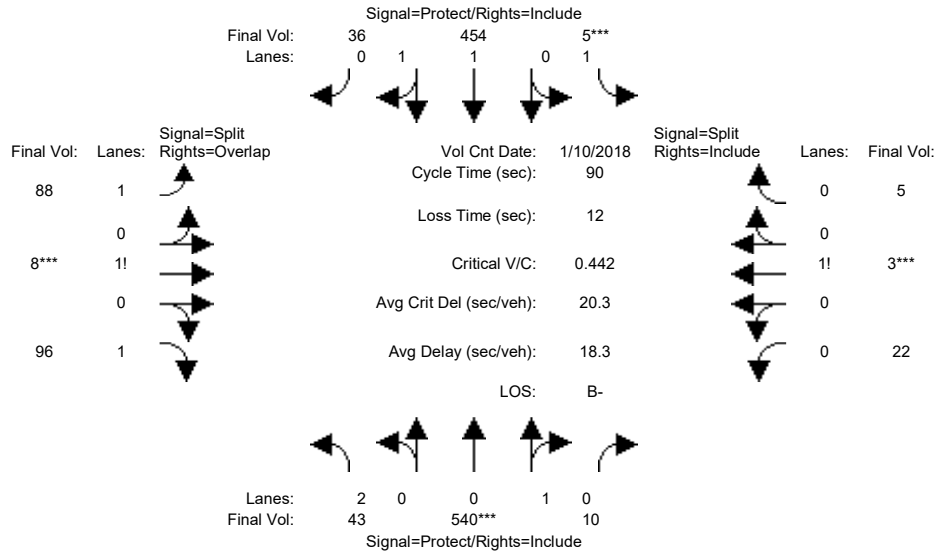 Signal=Protect/Rights=Include
Final Vol: 36 454 5***
Lanes: 0 1 1 0 1
Signal=Split Signal=Split
Final Vol: Lanes: Rights=Overlap Vol Cnt Date: 1/10/2018 Rights=Include Lanes: Final Vol:
Cycle Time (sec): 90
88 1 0 5
Loss Time (sec): 12
0 0
8*** 1! Critical V/C: 0.442 1! 3***
0 Avg Crit Del (sec/veh): 20.3 0
96 1 Avg Delay (sec/veh): 18.3 0 22
LOS: B-
Lanes: 2 0 0 1 0
Final Vol: 43 540*** 10
Signal=Protect/Rights=Include